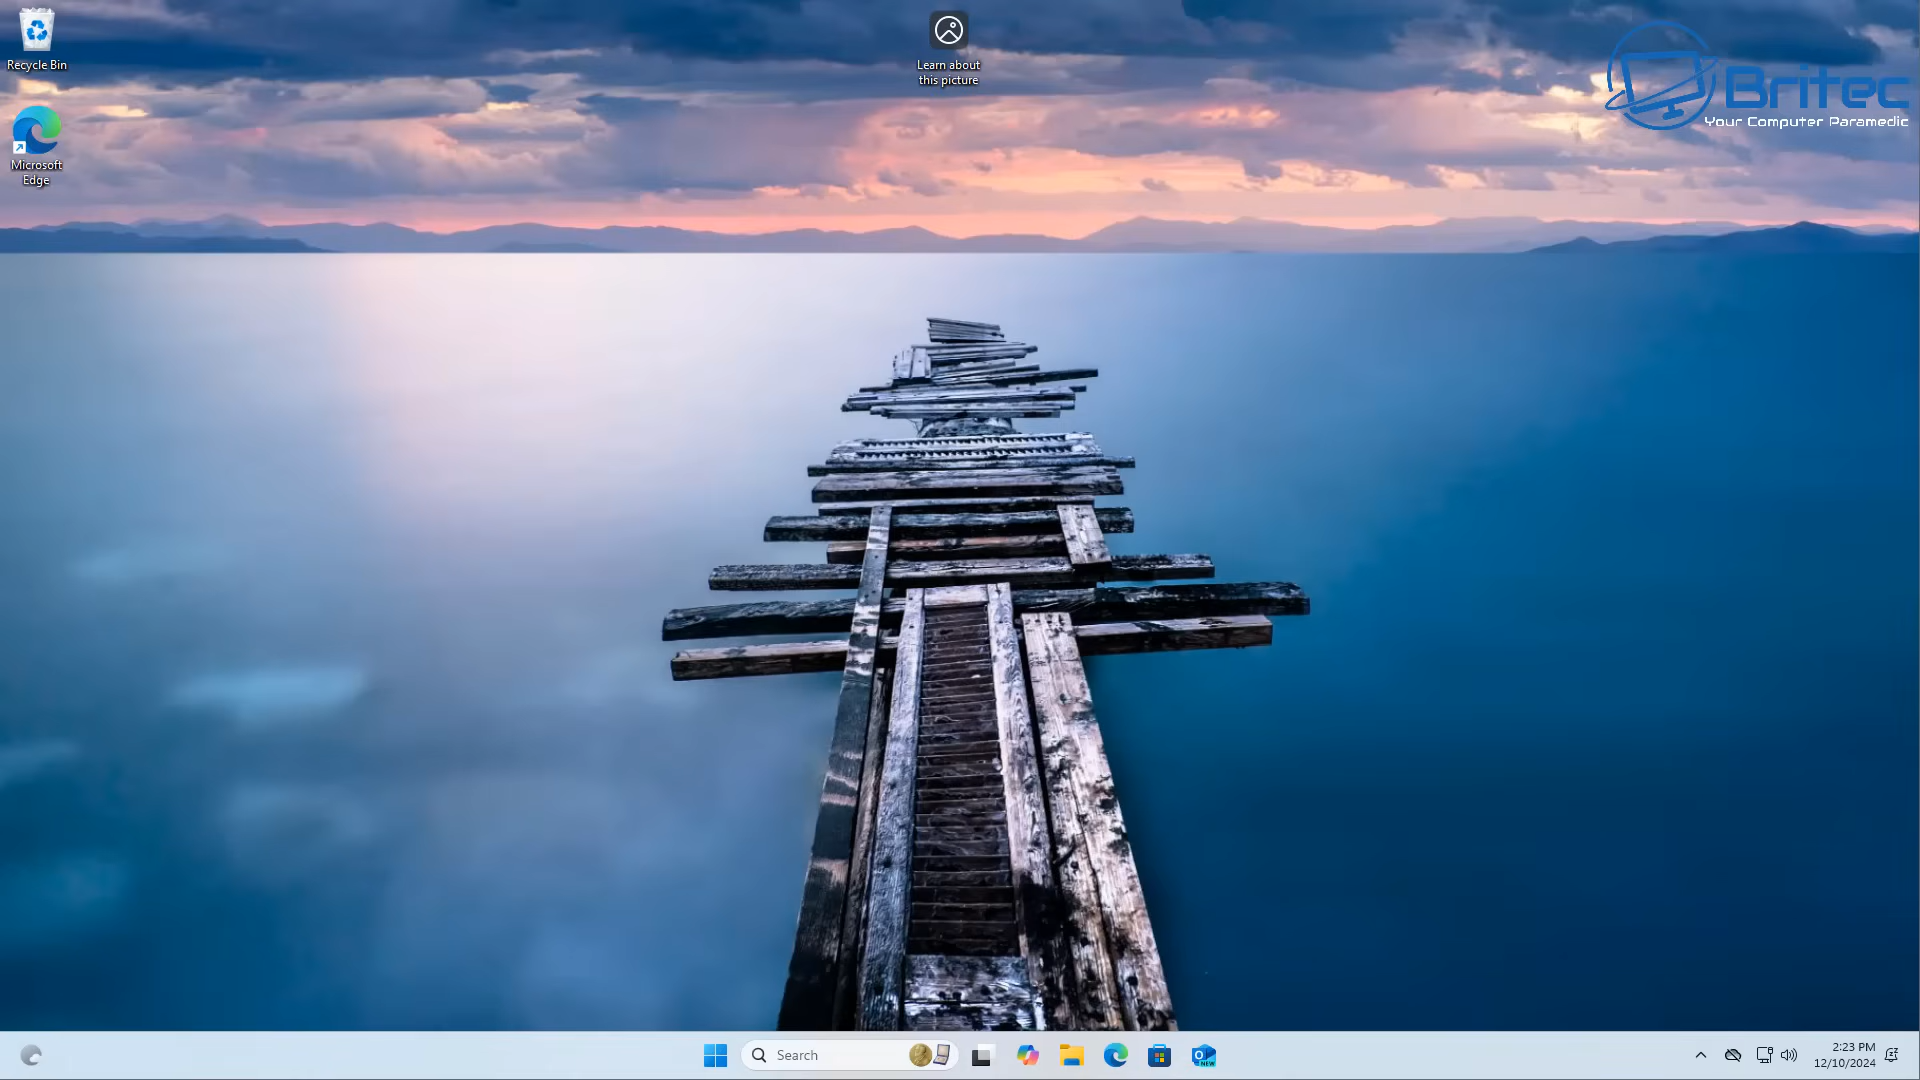 Recycle Bin
Learn about
this picture
Britec
Your Computer Paramedic
Microsoft
Edge
Search
NEW
2:23 PM
12/10/2024